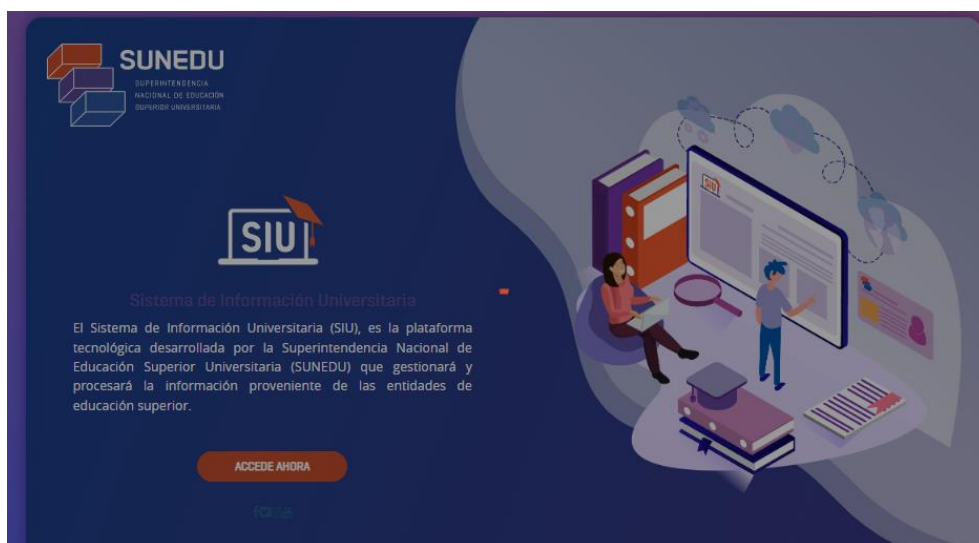 SUNEDU
SUPERINTENDENCIA
NACIONAL DE EDUCACIÓN
SUPERIOR UNIVERSITARIA
SIU
SIU
Sistema de Información Universitaria
El Sistema de Información Universitaria (SIU), es la plataforma
tecnológica desarrollada por la Superintendencia Nacional de
Educación Superior Universitaria (SUNEDU) que gestionará y
procesará la información proveniente de las entidades de
educación superior.
ACCEDE AHORA